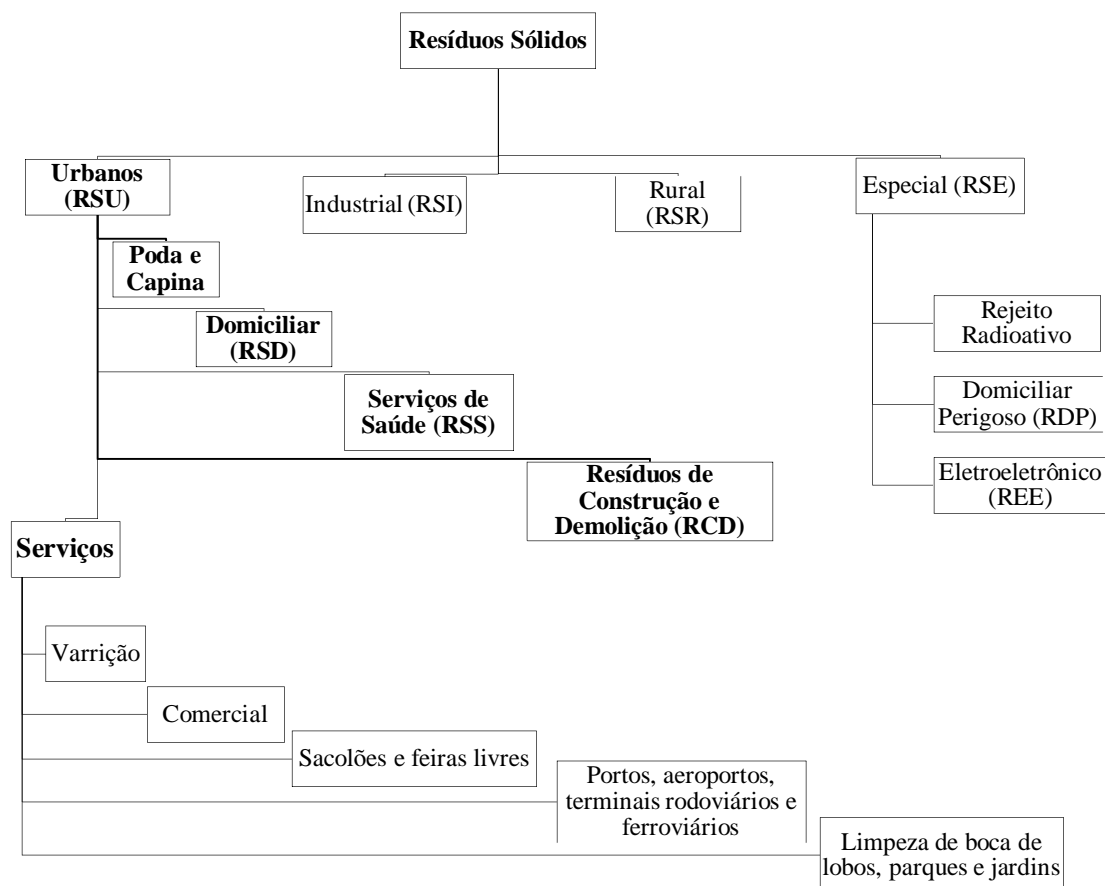 Resíduos Sólidos
Urbanos
(RSU)
Industrial (RSI)
Rural
(RSR)
Especial (RSE)
Poda e
Capina
Domiciliar
(RSD)
Serviços de
Saúde (RSS)
Resíduos de
Construção e
Demolição (RCD)
Serviços
Rejeito
Radioativo
Domiciliar
Perigoso (RDP)
Eletroeletrônico
(REE)
Varrição
Comercial
Sacolões e feiras livres
Portos, aeroportos,
terminais rodoviários e
ferroviários
Limpeza de boca de
lobos, parques e jardins